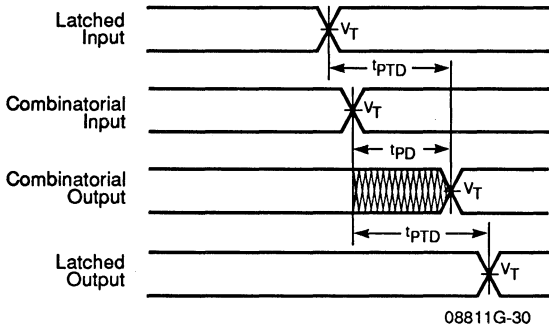 Latched
Input
VT
tPTD
Combinatorial
Input
VT
tPD
Combinatorial
Output
VT
tPTD
Latched
Output
VT
08811G-30